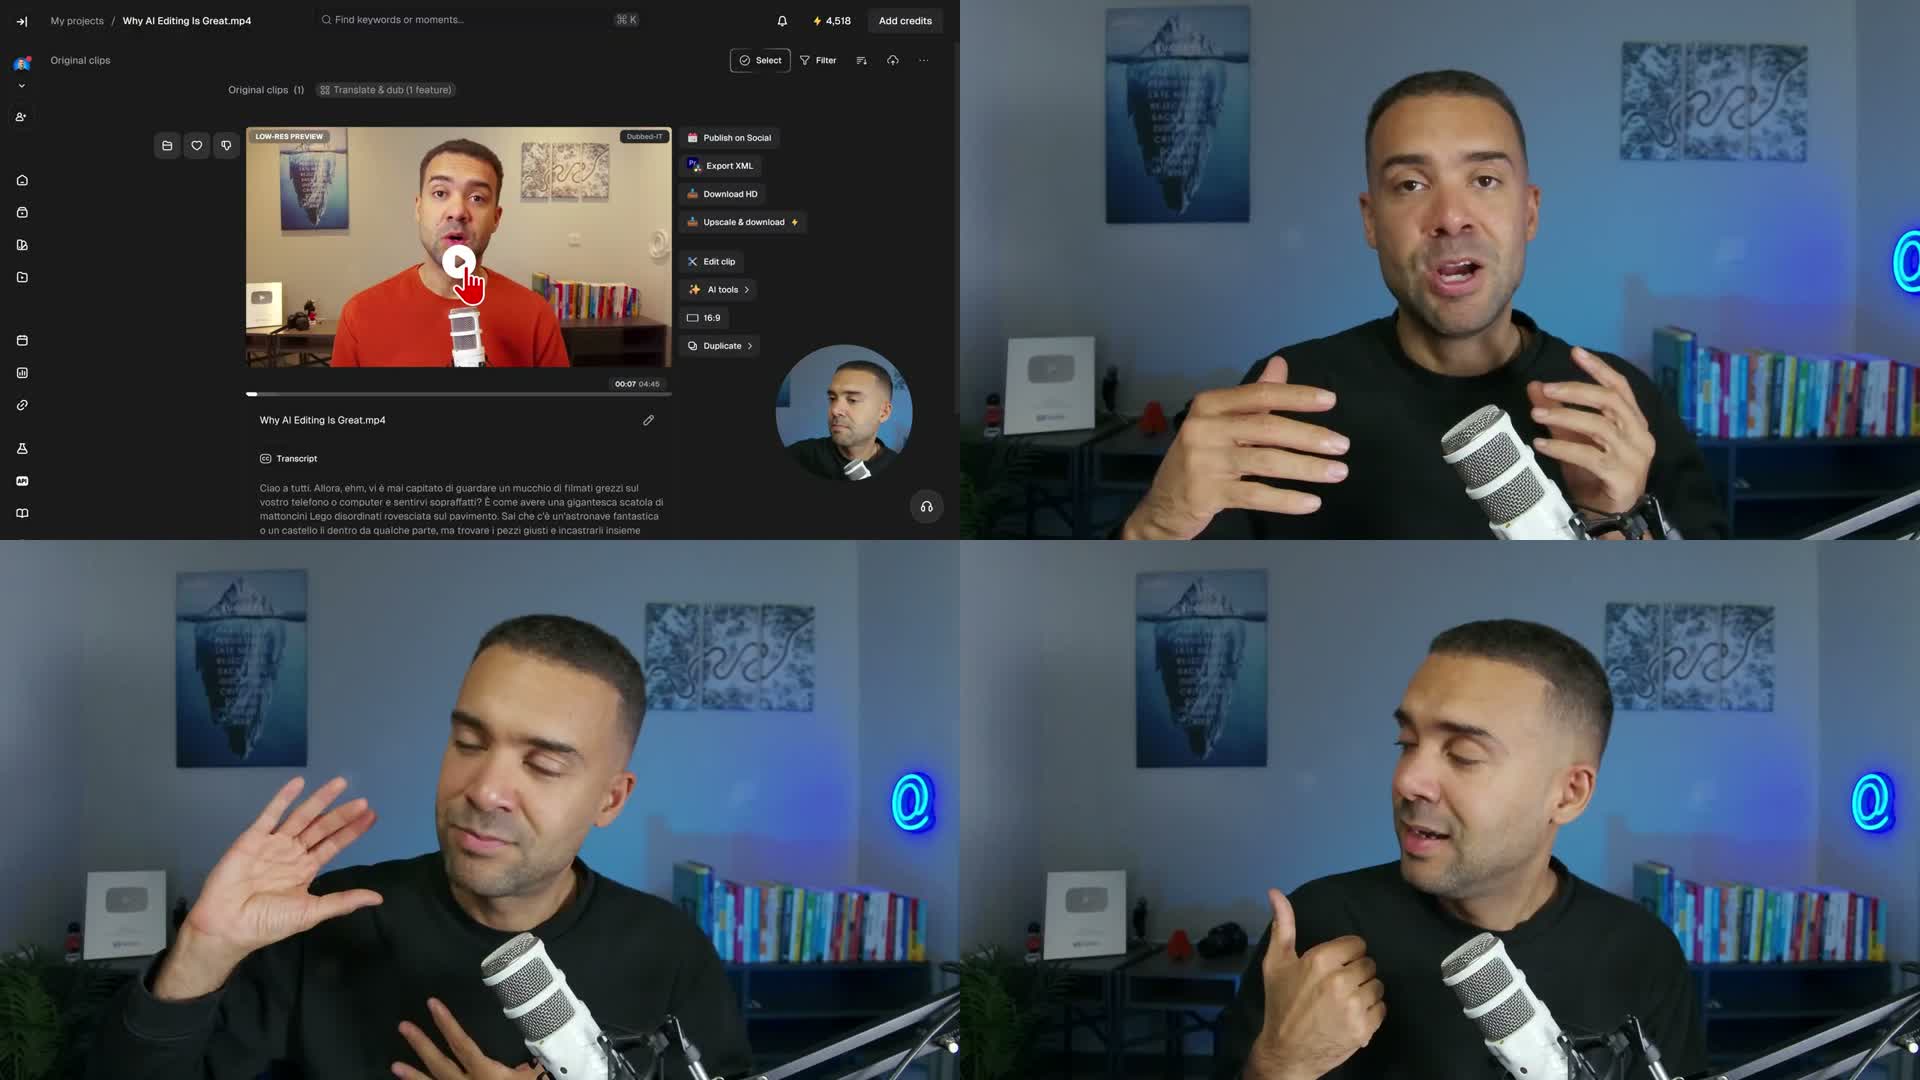 My projects / Why AI Editing Is Great.mp4
Find keywords or moments...
⌘ K
4,518
Add credits
Original clips
Select
Filter
Original clips (1)
Translate & dub (1 feature)
LOW-RES PREVIEW
Dubbed-IT
Publish on Social
Export XML
Download HD
Upscale & download
Edit clip
AI tools
16:9
Duplicate
00:07 04:45
Why AI Editing Is Great.mp4
CC Transcript
Ciao a tutti. Allora, ehm, vi è mai capitato di guardare un mucchio di filmati grezzi sul
vostro telefono o computer e sentirvi sopraffatti? È come avere una gigantesca scatola di
mattoncini Lego disordinati rovesciata sul pavimento. Sai che c'è un'astronave fantastica
o un castello lì dentro da qualche parte, ma trovare i pezzi giusti e incastrarli insieme
API
SUCCESS
@
@
@